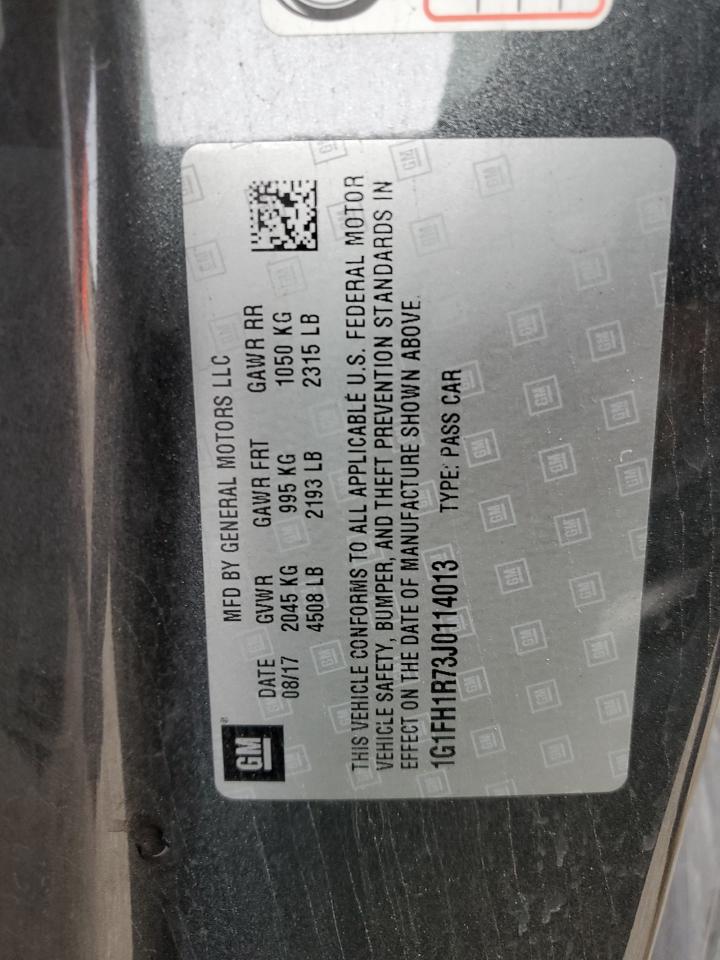 GM®
MFD BY GENERAL MOTORS LLC
DATE GVWR GAWR FRT GAWR RR
08/17 2045 KG 995 KG 1050 KG
4508 LB 2193 LB 2315 LB
THIS VEHICLE CONFORMS TO ALL APPLICABLE U.S. FEDERAL MOTOR
VEHICLE SAFETY, BUMPER, AND THEFT PREVENTION STANDARDS IN
EFFECT ON THE DATE OF MANUFACTURE SHOWN ABOVE.
1G1FH1R73J0114013 TYPE: PASS CAR